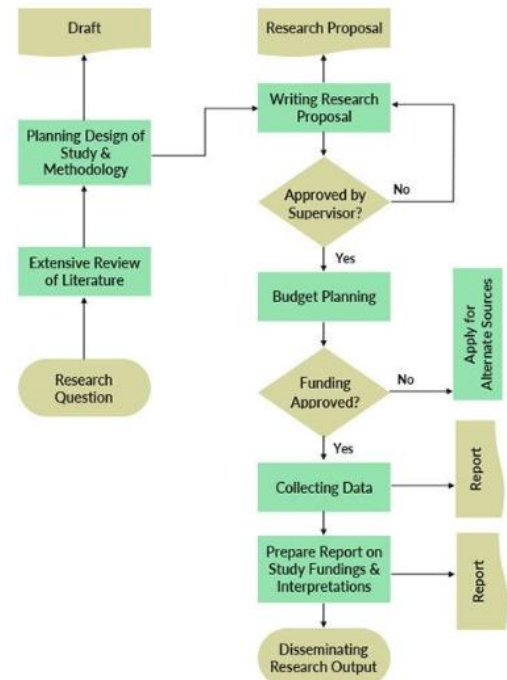 Draft
Research Proposal
Planning Design of
Study &
Methodology
Writing Research
Proposal
Approved by
Supervisor?
No
Yes
Extensive Review
of Literature
Budget Planning
Apply for
Alternate Sources
Research
Question
Funding
Approved?
No
Yes
Collecting Data
Report
Prepare Report on
Study Fundings &
Interpretations
Report
Disseminating
Research Output